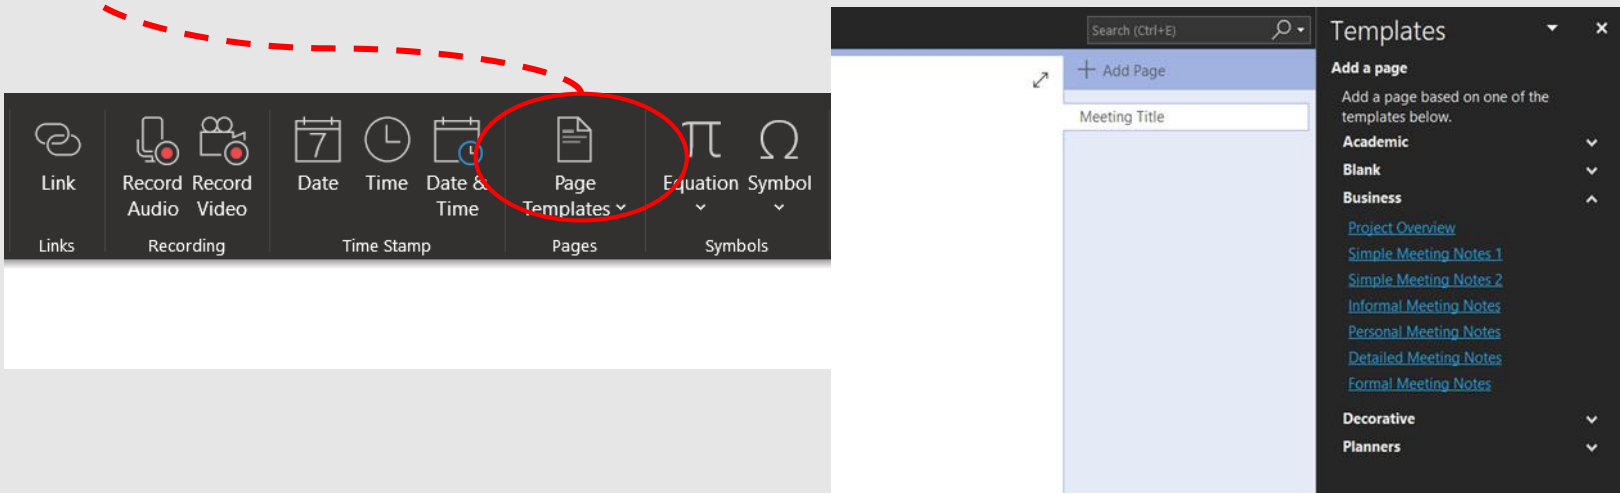 Link
Record Record
Audio Video
Date
Time
Date &
Time
Page
Templates
Equation Symbol
Links
Recording
Time Stamp
Pages
Symbols
7
Search (Ctrl+E)
Add Page
Meeting Title
Templates
Add a page
Add a page based on one of the
templates below.
Academic
Blank
Business
Project Overview
Simple Meeting Notes 1
Simple Meeting Notes 2
Informal Meeting Notes
Personal Meeting Notes
Detailed Meeting Notes
Formal Meeting Notes
Decorative
Planners